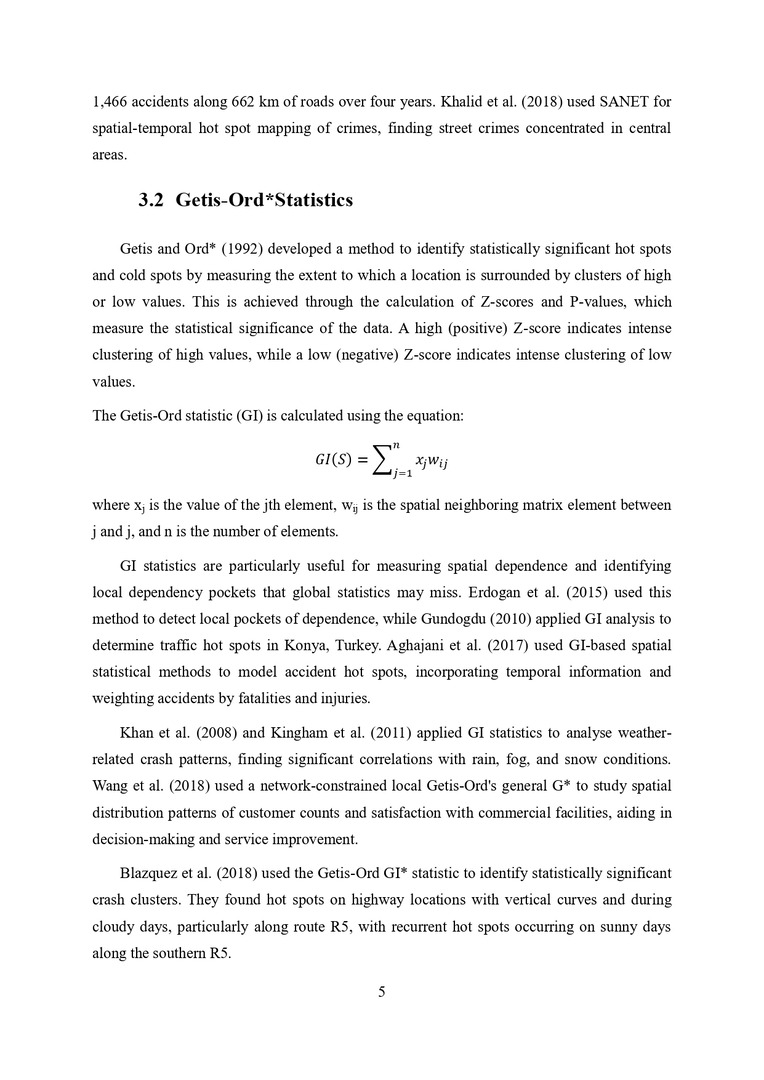 1,466 accidents along 662 km of roads over four years. Khalid et al. (2018) used SANET for
spatial-temporal hot spot mapping of crimes, finding street crimes concentrated in central
areas.
3.2 Getis-Ord*Statistics
Getis and Ord* (1992) developed a method to identify statistically significant hot spots
and cold spots by measuring the extent to which a location is surrounded by clusters of high
or low values. This is achieved through the calculation of Z-scores and P-values, which
measure the statistical significance of the data. A high (positive) Z-score indicates intense
clustering of high values, while a low (negative) Z-score indicates intense clustering of low
values.
The Getis-Ord statistic (GI) is calculated using the equation:
GI(S) = ∑ⁿⱼ₌₁ xⱼwᵢⱼ
where xⱼ is the value of the jth element, wᵢⱼ is the spatial neighboring matrix element between
j and j, and n is the number of elements.
GI statistics are particularly useful for measuring spatial dependence and identifying
local dependency pockets that global statistics may miss. Erdogan et al. (2015) used this
method to detect local pockets of dependence, while Gundogdu (2010) applied GI analysis to
determine traffic hot spots in Konya, Turkey. Aghajani et al. (2017) used GI-based spatial
statistical methods to model accident hot spots, incorporating temporal information and
weighting accidents by fatalities and injuries.
Khan et al. (2008) and Kingham et al. (2011) applied GI statistics to analyse weather-
related crash patterns, finding significant correlations with rain, fog, and snow conditions.
Wang et al. (2018) used a network-constrained local Getis-Ord's general G* to study spatial
distribution patterns of customer counts and satisfaction with commercial facilities, aiding in
decision-making and service improvement.
Blazquez et al. (2018) used the Getis-Ord GI* statistic to identify statistically significant
crash clusters. They found hot spots on highway locations with vertical curves and during
cloudy days, particularly along route R5, with recurrent hot spots occurring on sunny days
along the southern R5.
5